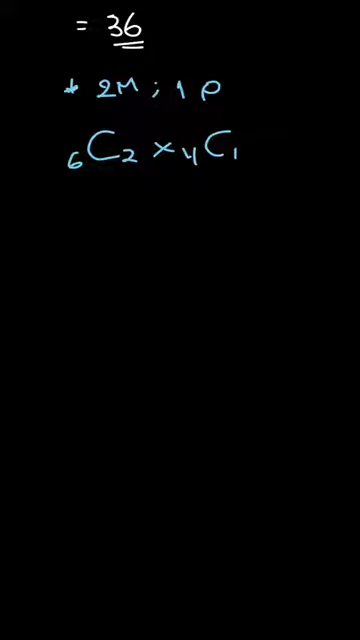 = 36
* 2M ; 1 P
₆C₂ × ₄C₁